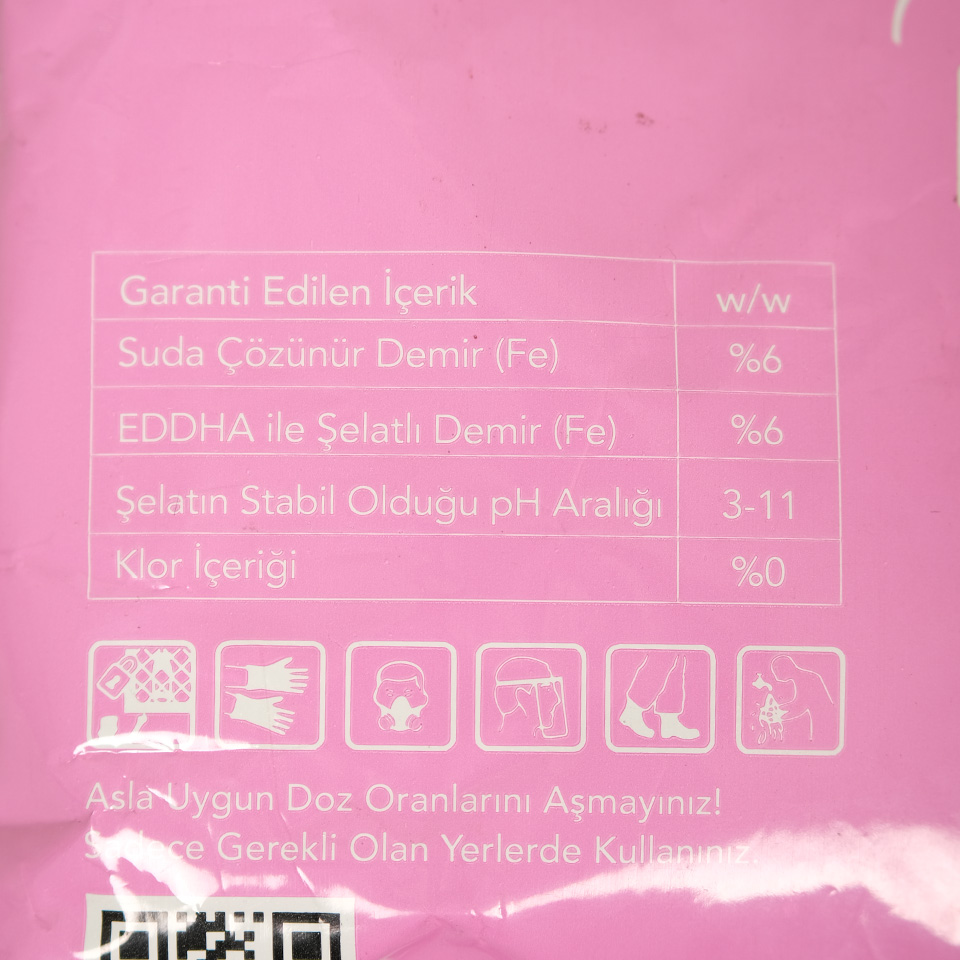 Garanti Edilen İçerik w/w
Suda Çözünür Demir (Fe) %6
EDDHA ile Şelatlı Demir (Fe) %6
Şelatın Stabil Olduğu pH Aralığı 3-11
Klor İçeriği %0
Asla Uygun Doz Oranlarını Aşmayınız!
Sadece Gerekli Olan Yerlerde Kullanınız.